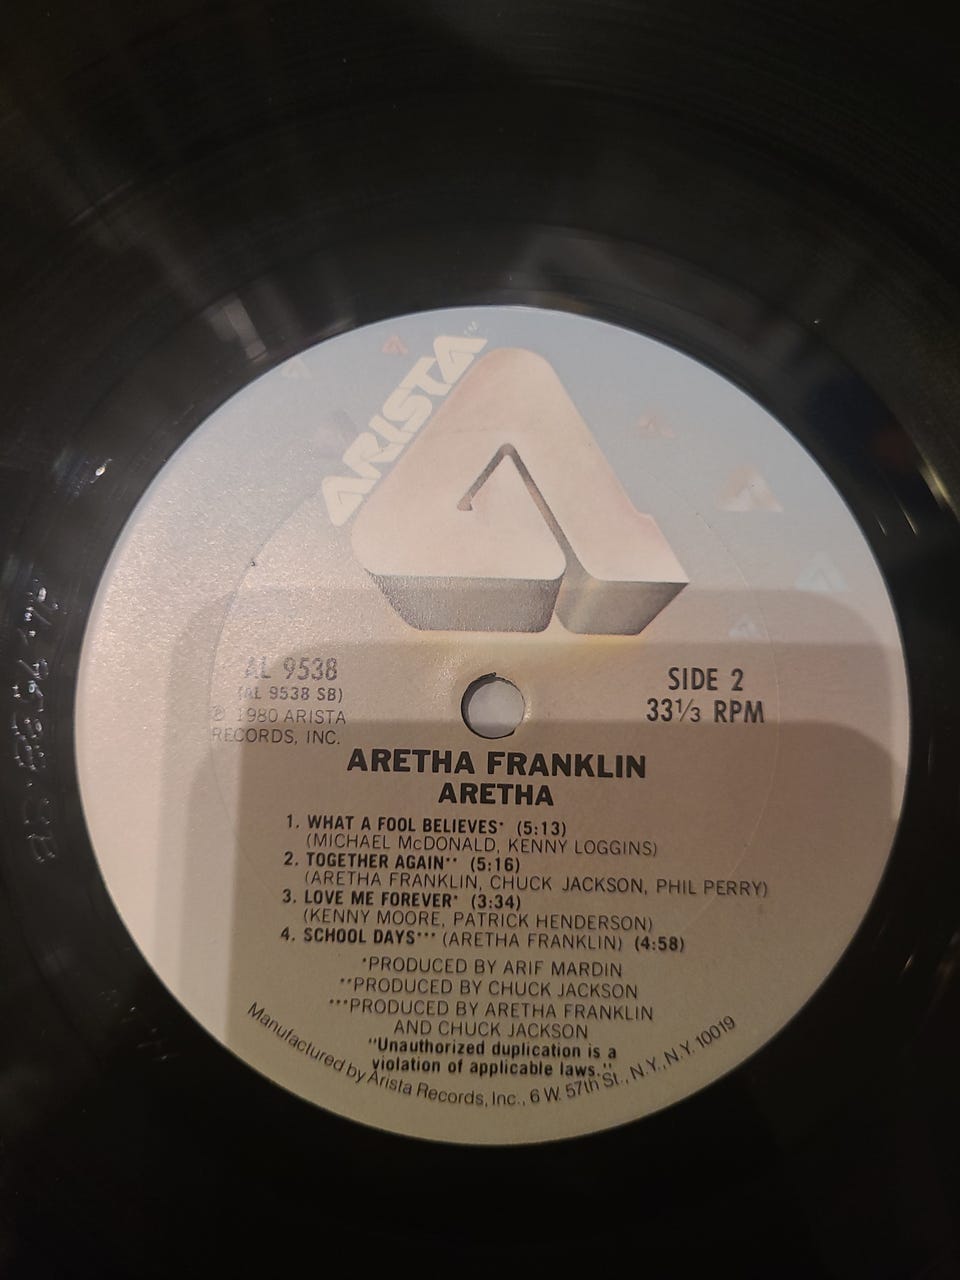 ARISTA™
AL 9538
(AL 9538 SB)
℗ 1980 ARISTA
RECORDS, INC.
SIDE 2
33⅓ RPM
ARETHA FRANKLIN
ARETHA
1. WHAT A FOOL BELIEVES* (5:13)
(MICHAEL McDONALD, KENNY LOGGINS)
2. TOGETHER AGAIN** (5:16)
(ARETHA FRANKLIN, CHUCK JACKSON, PHIL PERRY)
3. LOVE ME FOREVER* (3:34)
(KENNY MOORE, PATRICK HENDERSON)
4. SCHOOL DAYS*** (ARETHA FRANKLIN) (4:58)
*PRODUCED BY ARIF MARDIN
**PRODUCED BY CHUCK JACKSON
***PRODUCED BY ARETHA FRANKLIN
AND CHUCK JACKSON
"Unauthorized duplication is a
violation of applicable laws."
Manufactured by Arista Records, Inc., 6 W. 57th St., N.Y., N.Y. 10019